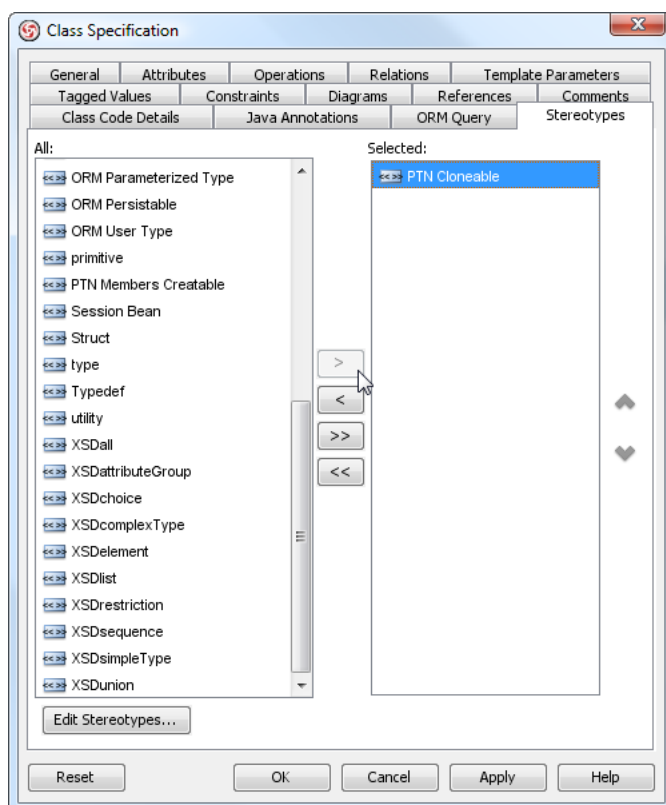 Class Specification
General Attributes Operations Relations Template Parameters
Tagged Values Constraints Diagrams References Comments
Class Code Details Java Annotations ORM Query Stereotypes
All: Selected:
<<>> ORM Parameterized Type
<<>> PTN Cloneable
<<>> ORM Persistable
<<>> ORM User Type
<<>> primitive
<<>> PTN Members Creatable
<<>> Session Bean
<<>> Struct
<<>> type
>
<<>> Typedef
<
<<>> utility
>>
<<>> XSDall
<<
<<>> XSDattributeGroup
<<>> XSDchoice
<<>> XSDcomplexType
<<>> XSDelement
<<>> XSDlist
<<>> XSDrestriction
<<>> XSDsequence
<<>> XSDsimpleType
<<>> XSDunion
Edit Stereotypes...
Reset OK Cancel Apply Help